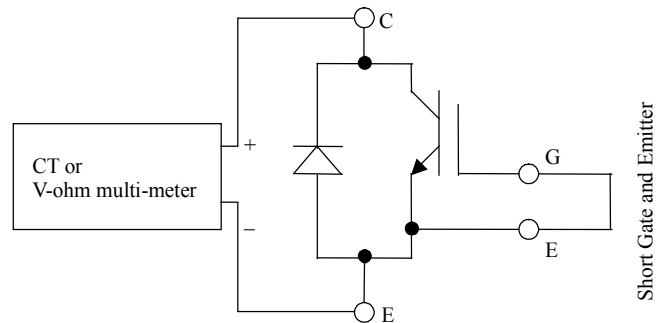 C
+
CT or
V-ohm multi-meter
G
–
E
E
Short Gate and Emitter